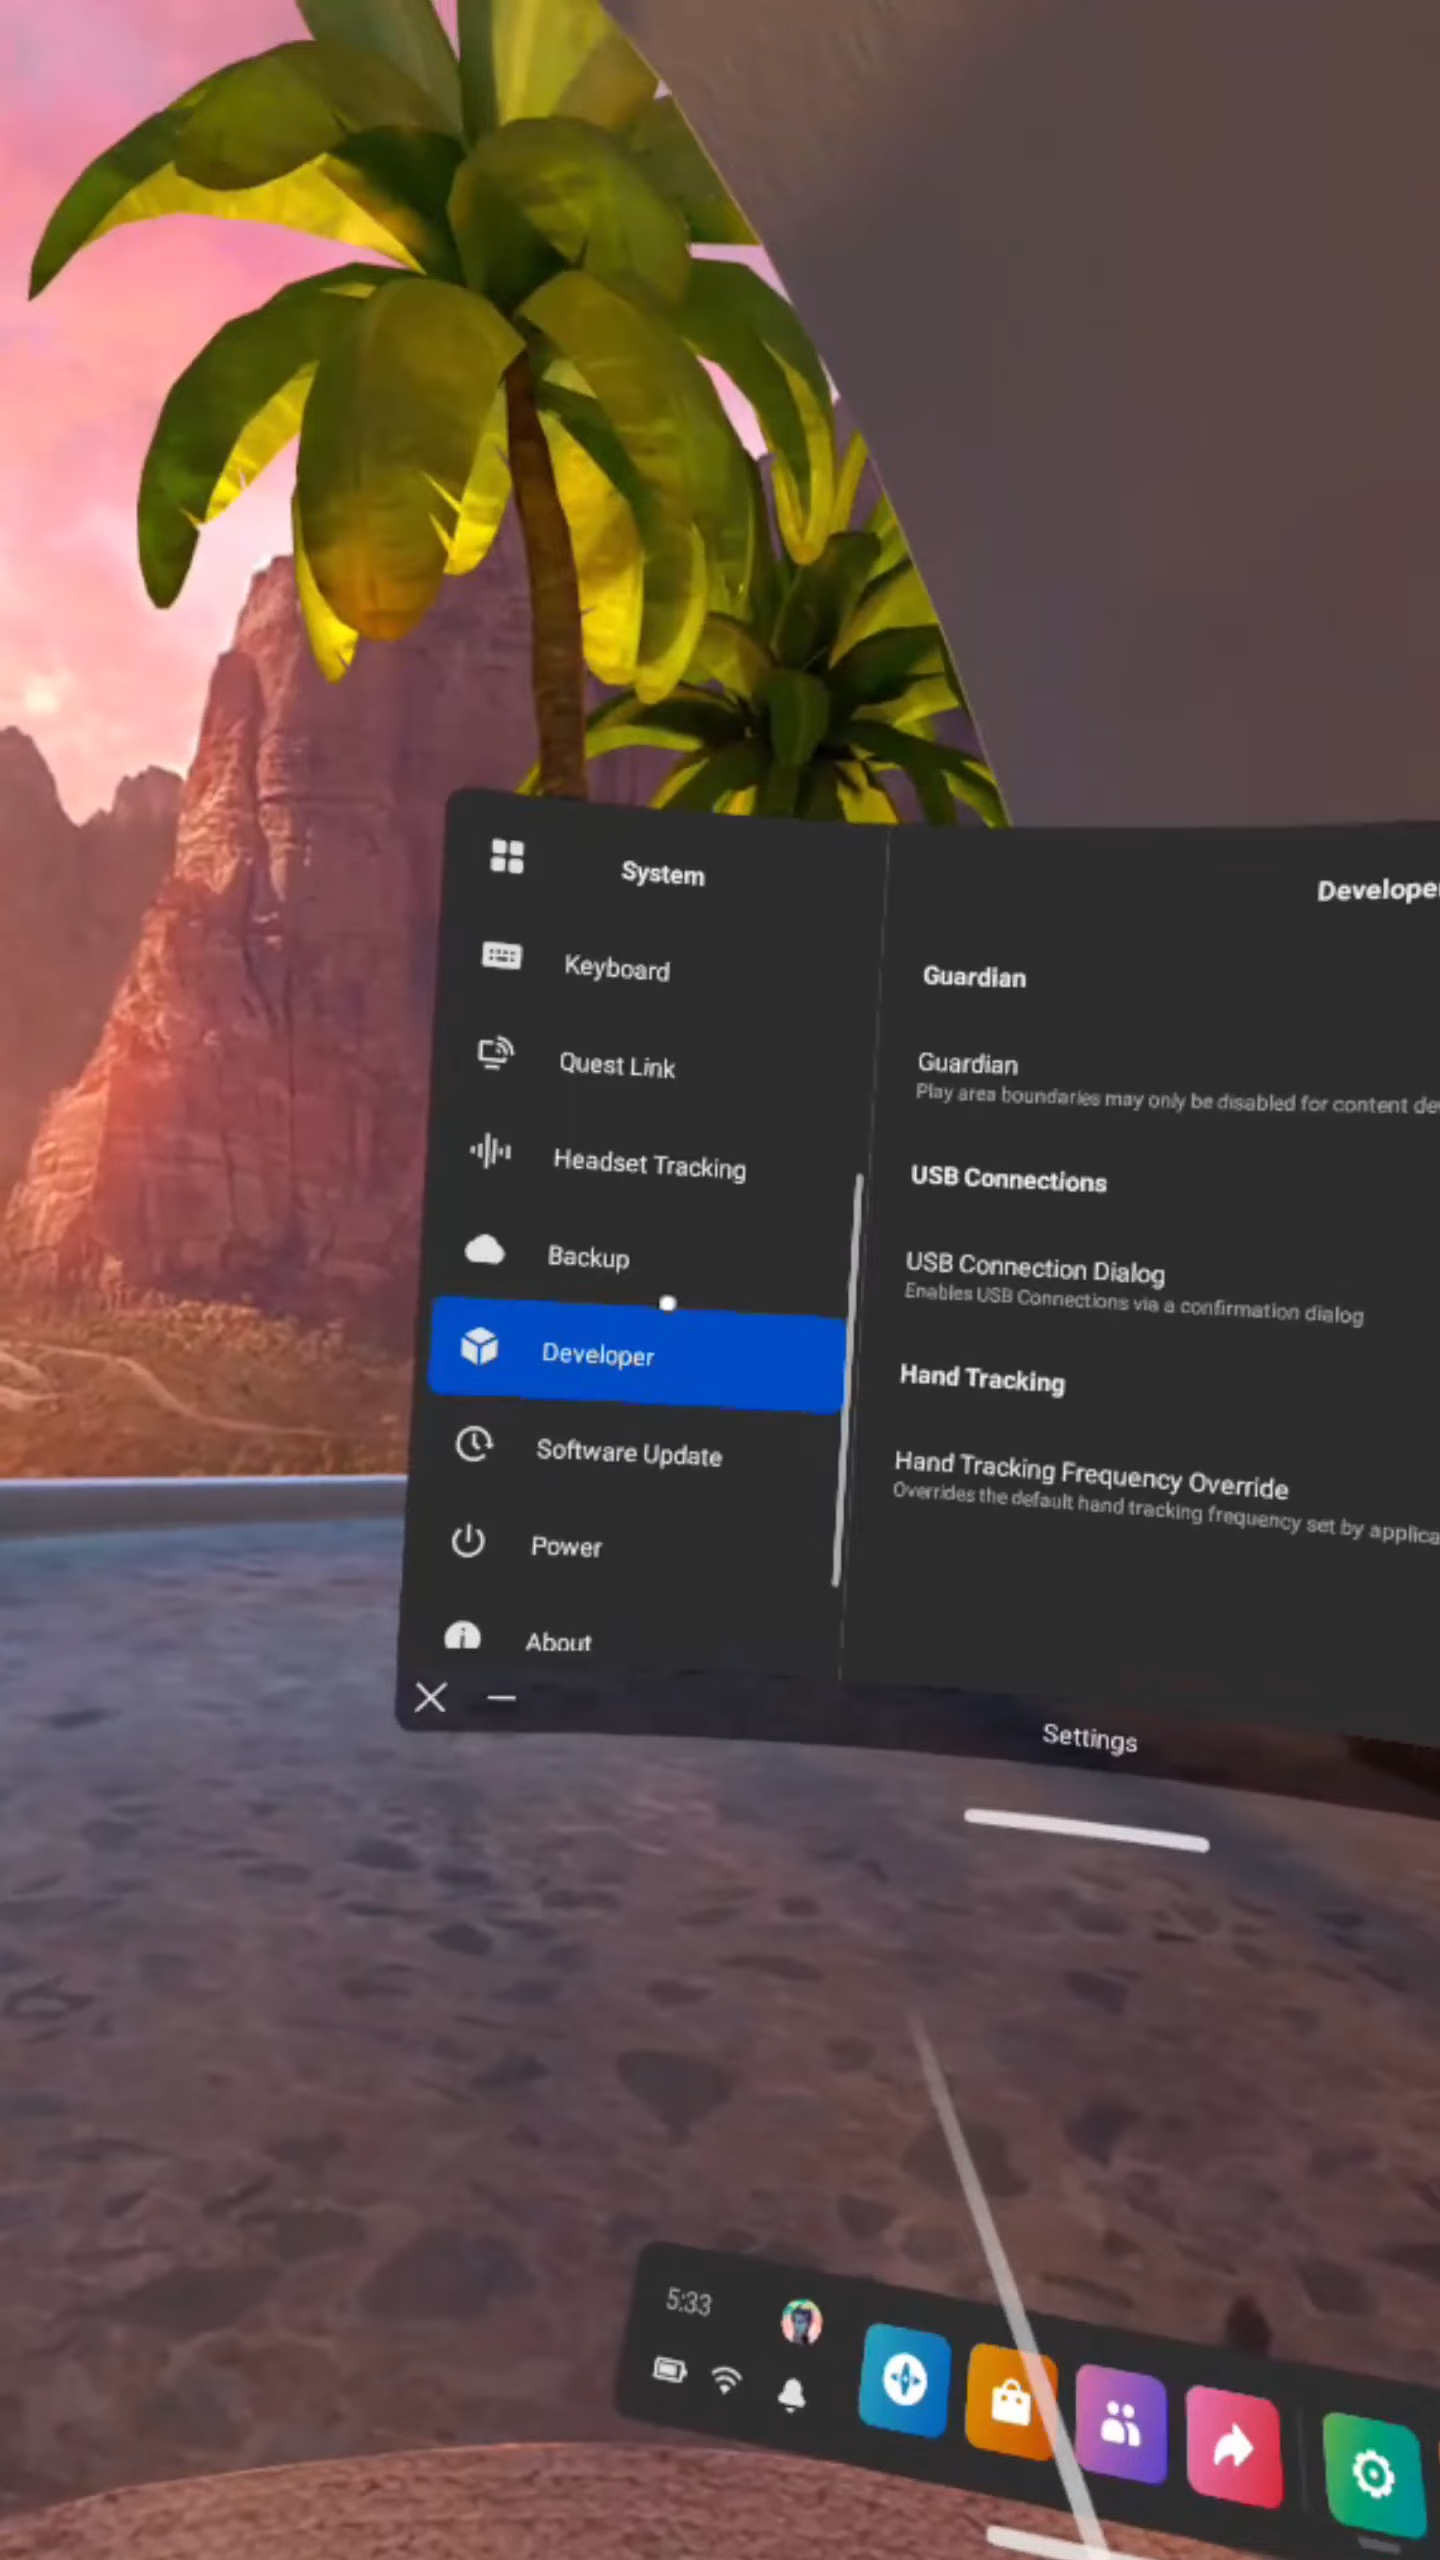 System
Keyboard
Quest Link
Headset Tracking
Backup
Developer
Software Update
Power
About
Guardian
Guardian
Play area boundaries may only be disabled for content
USB Connections
USB Connection Dialog
Enables USB Connections via a confirmation dialog
Hand Tracking
Hand Tracking Frequency Override
Overrides the default hand tracking frequency set by
Settings
5:33